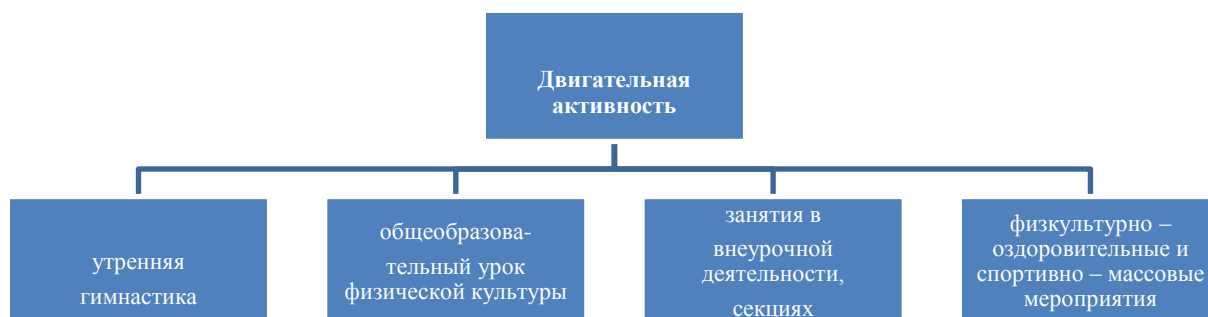 Двигательная
активность
утренняя
гимнастика
общеобразова-
тельный урок
физической культуры
занятия в
внеурочной
деятельности,
секциях
физкультурно –
оздоровительные и
спортивно – массовые
мероприятия